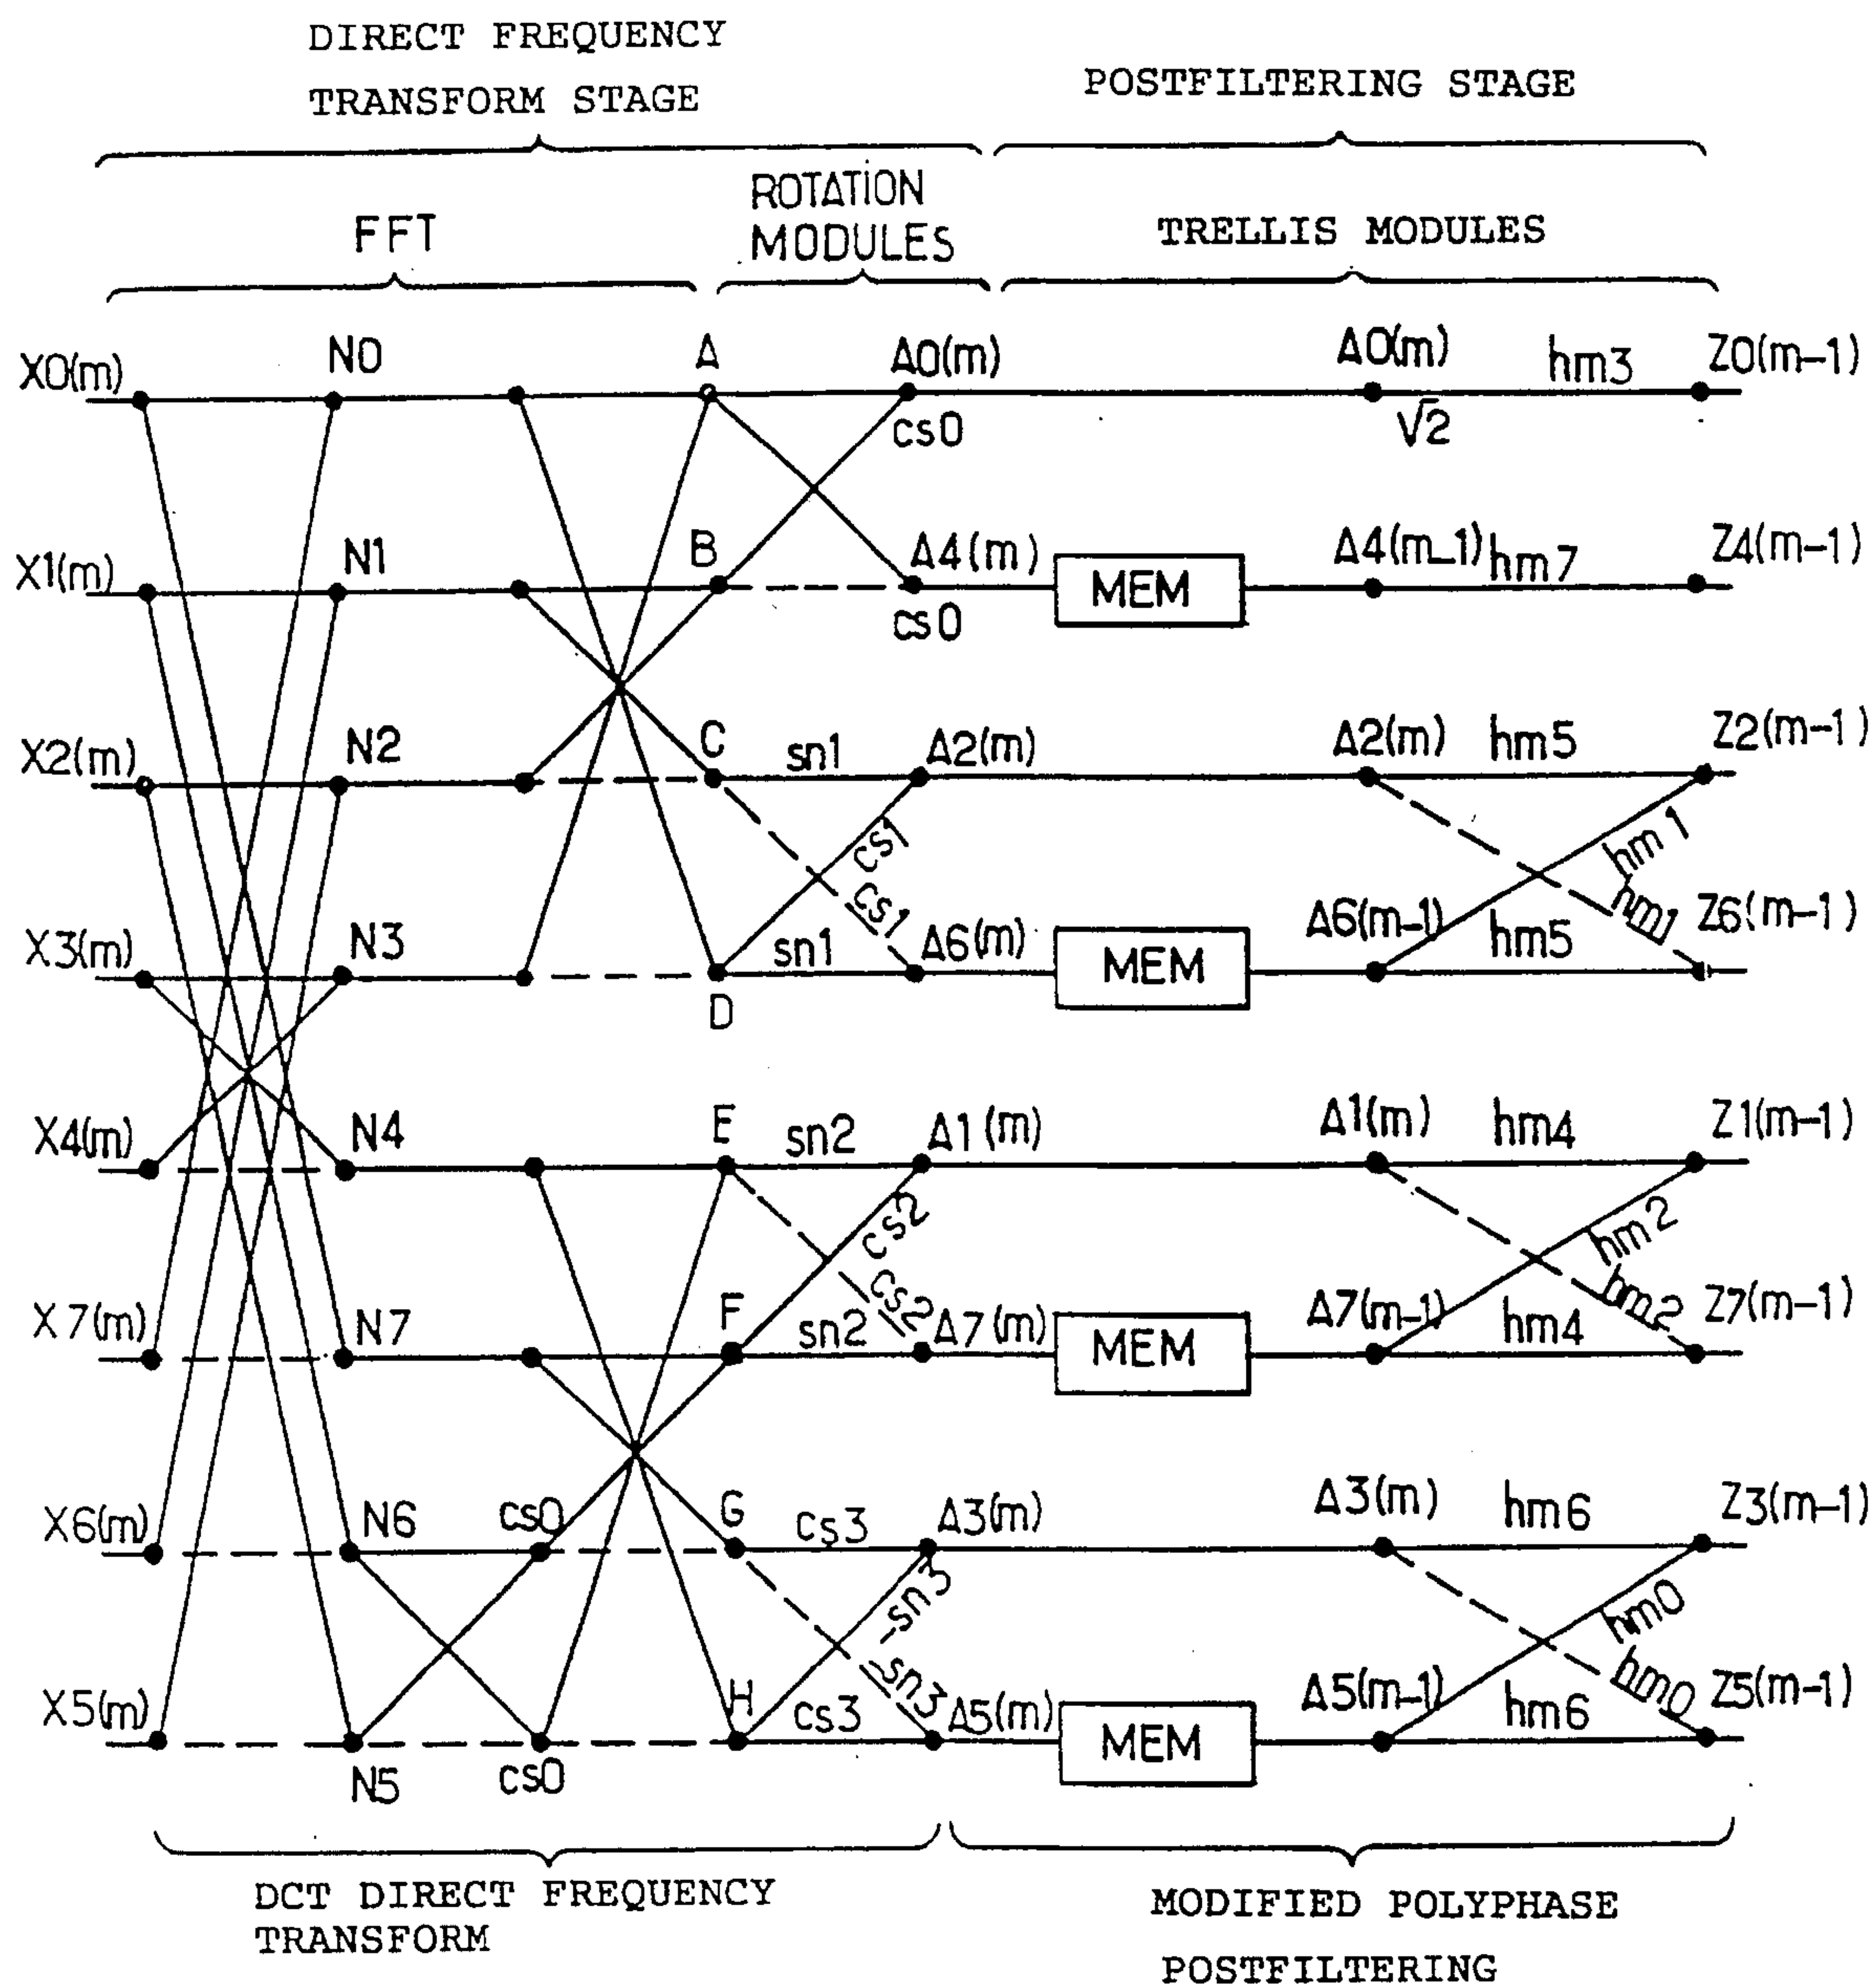 DIRECT FREQUENCY
TRANSFORM STAGE
POSTFILTERING STAGE
FFT
ROTATION
MODULES
TRELLIS MODULES
X0(m)
N0
A
A0(m)
cs0
A0(m)
√2
hm3
Z0(m-1)
X1(m)
N1
B
A4(m)
cs0
MEM
A4(m-1)
hm7
Z4(m-1)
X2(m)
N2
C
sn1
A2(m)
A2(m)
hm5
Z2(m-1)
cs1
cs1
hm1
hm1
X3(m)
N3
D
sn1
A6(m)
MEM
A6(m-1)
hm5
Z6(m-1)
X4(m)
N4
E
sn2
A1(m)
A1(m)
hm4
Z1(m-1)
cs2
cs2
hm2
hm2
X7(m)
N7
F
sn2
A7(m)
MEM
A7(m-1)
hm4
Z7(m-1)
X6(m)
N6
cs0
G
cs3
A3(m)
A3(m)
hm6
Z3(m-1)
-sn3
-sn3
hm0
hm0
X5(m)
N5
cs0
H
cs3
A5(m)
MEM
A5(m-1)
hm6
Z5(m-1)
DCT DIRECT FREQUENCY
TRANSFORM
MODIFIED POLYPHASE
POSTFILTERING